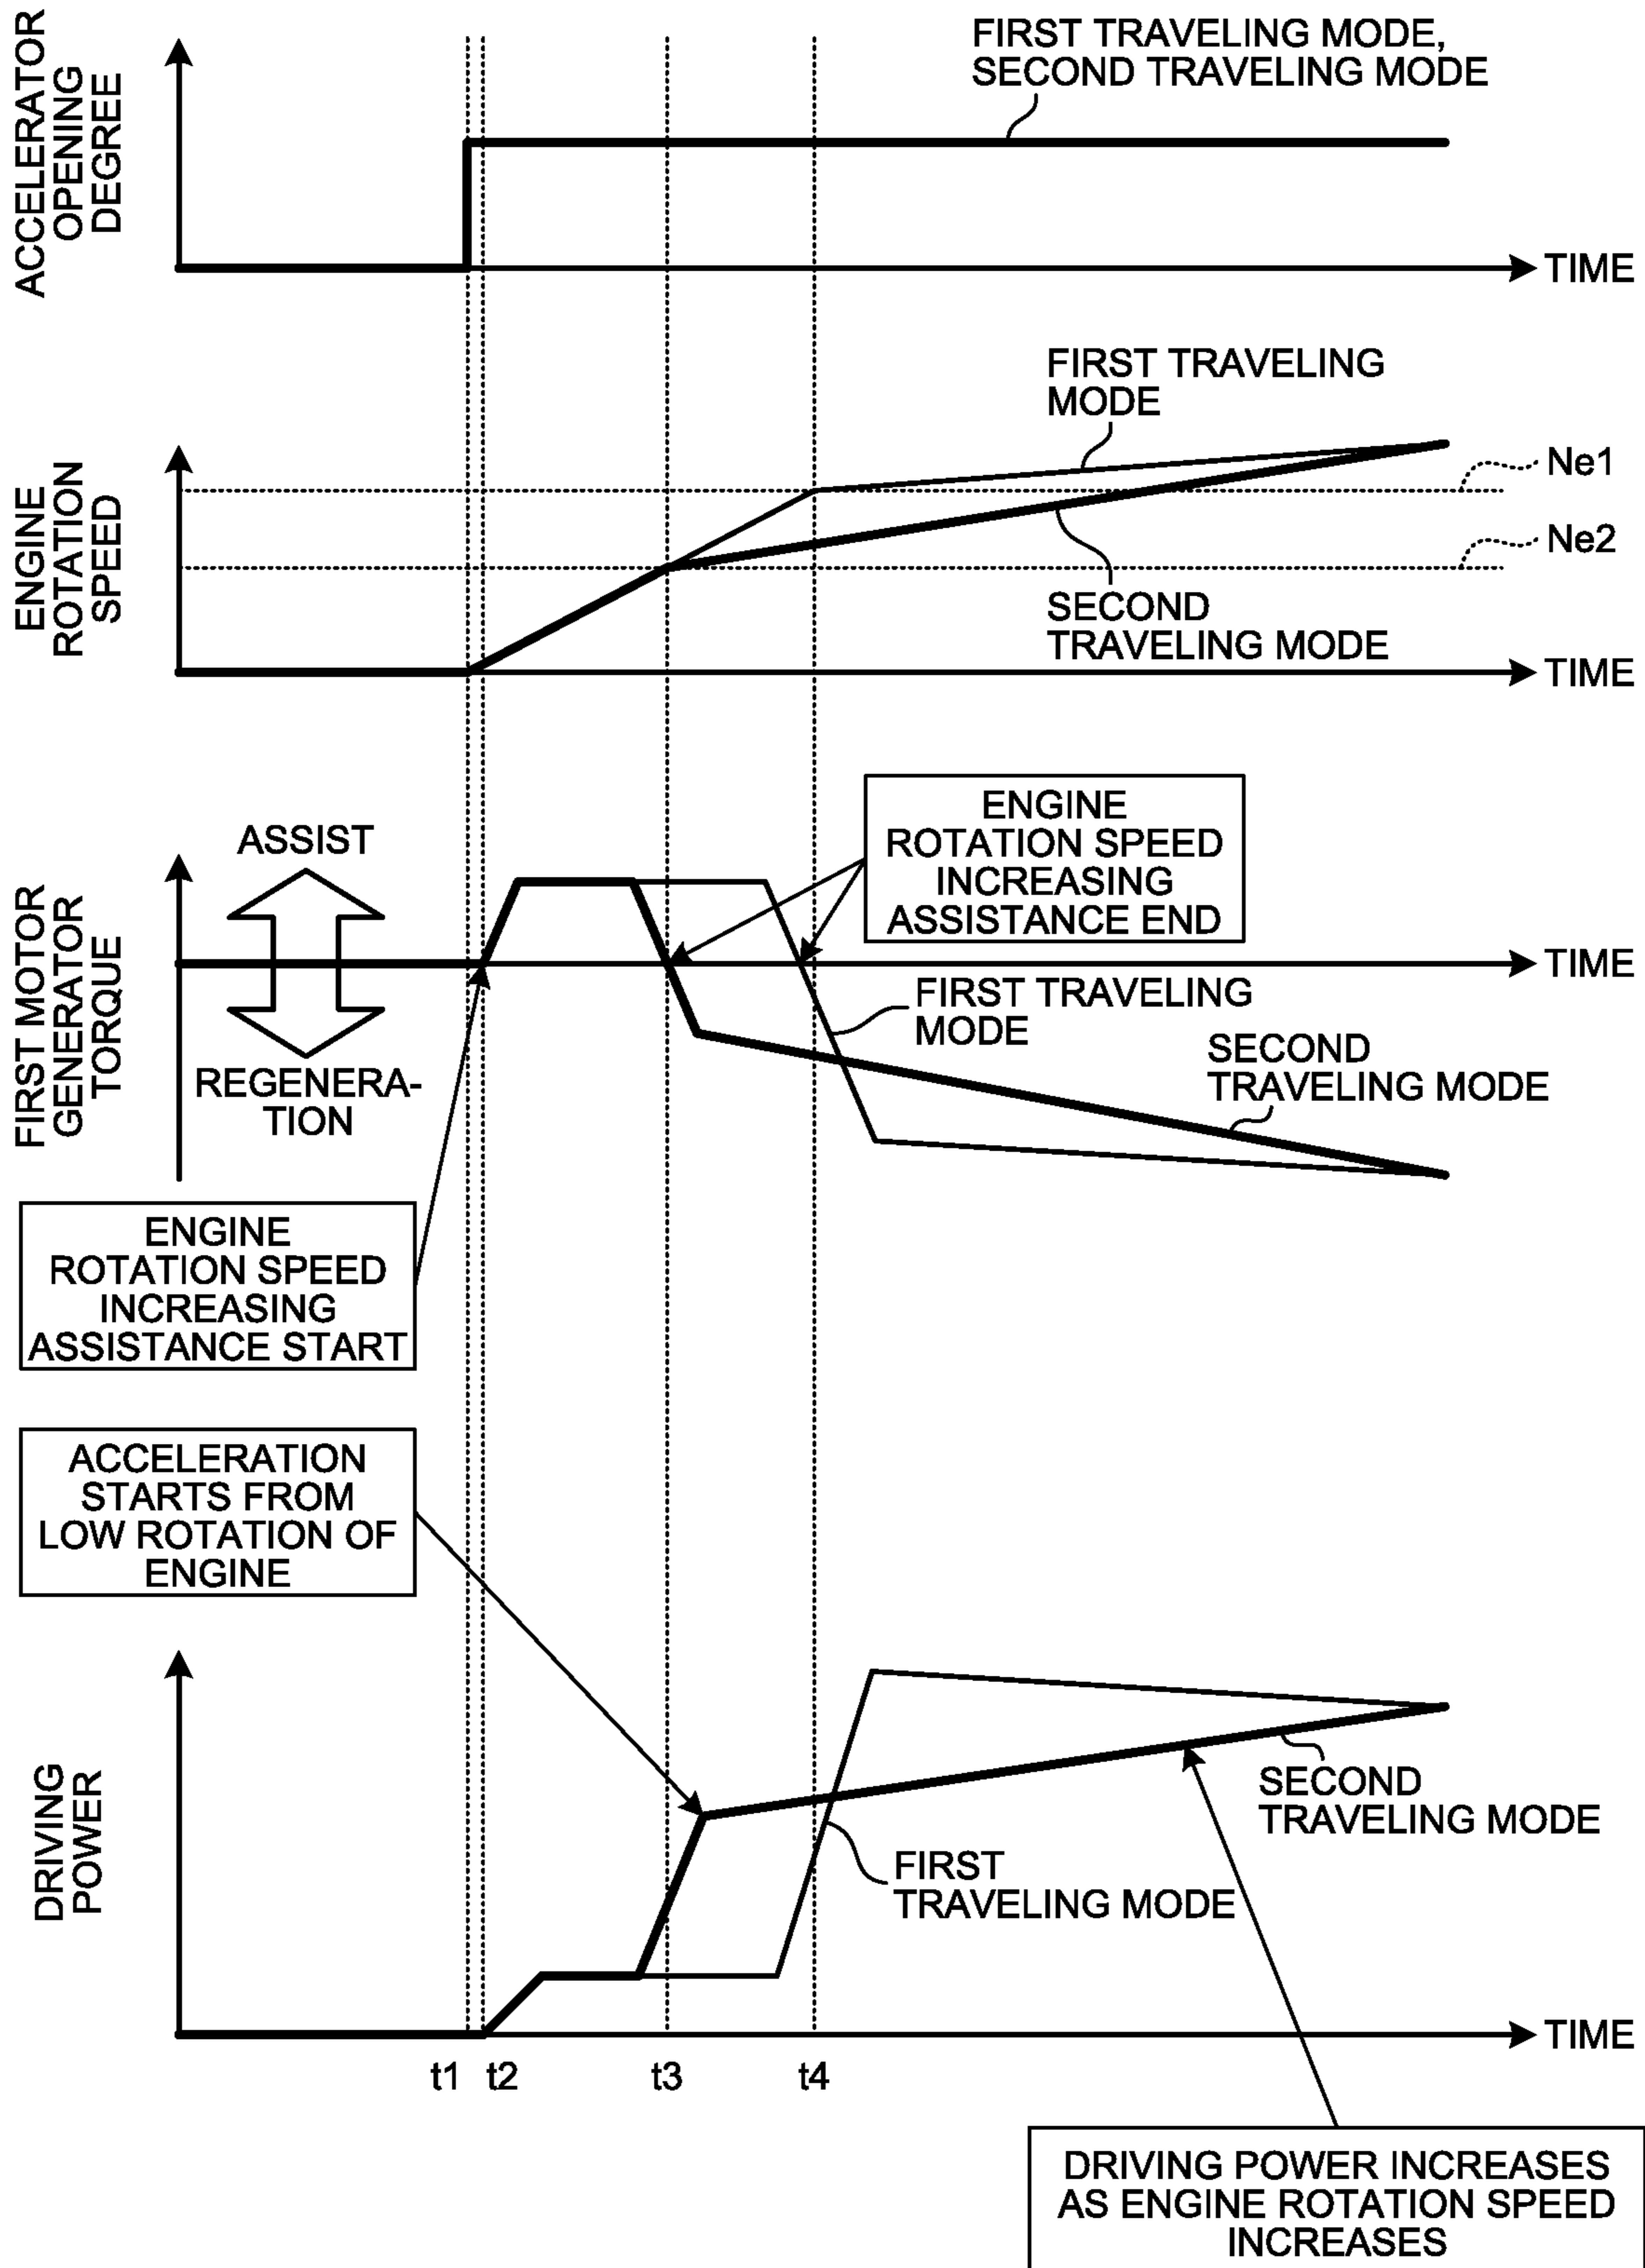 ACCELERATOR
OPENING
DEGREE
FIRST TRAVELING MODE,
SECOND TRAVELING MODE
TIME
ENGINE
ROTATION
SPEED
FIRST TRAVELING
MODE
Ne1
Ne2
SECOND
TRAVELING MODE
TIME
FIRST MOTOR
GENERATOR
TORQUE
ASSIST
REGENERA-
TION
ENGINE
ROTATION SPEED
INCREASING
ASSISTANCE END
TIME
FIRST TRAVELING
MODE
SECOND
TRAVELING MODE
ENGINE
ROTATION SPEED
INCREASING
ASSISTANCE START
ACCELERATION
STARTS FROM
LOW ROTATION OF
ENGINE
DRIVING
POWER
SECOND
TRAVELING MODE
FIRST
TRAVELING MODE
TIME
t1 t2 t3 t4
DRIVING POWER INCREASES
AS ENGINE ROTATION SPEED
INCREASES